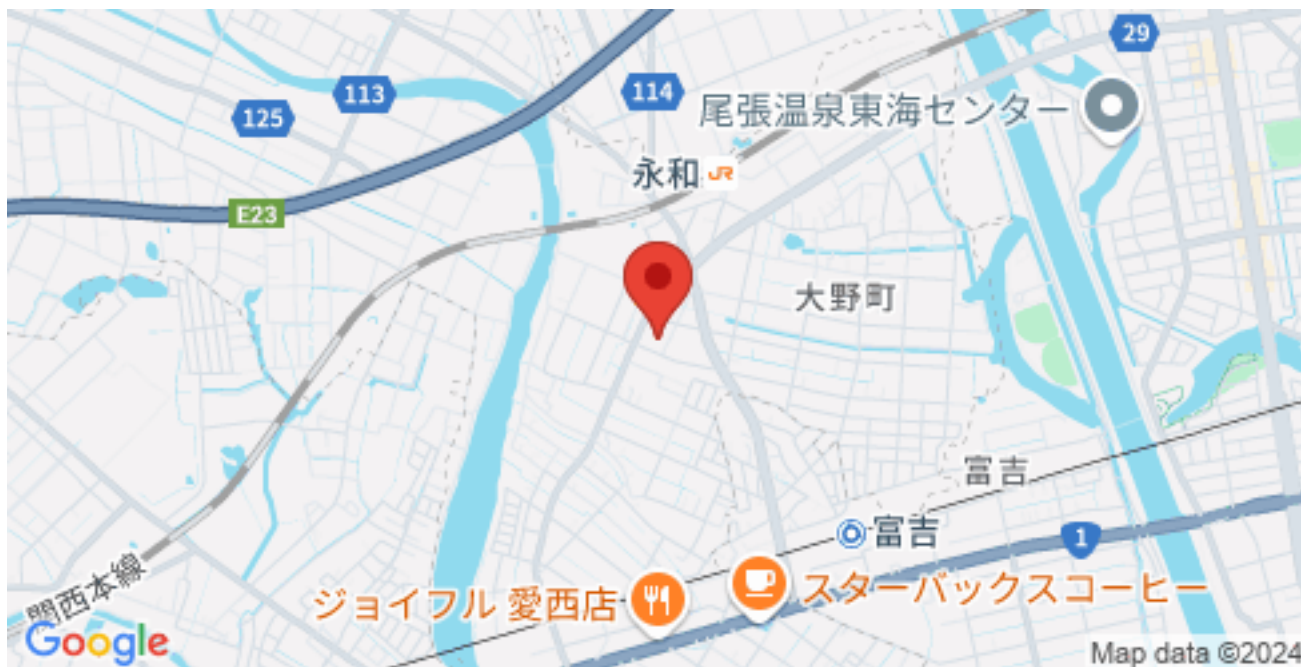 29
113
114
125
尾張温泉東海センター
永和
JR
E23
大野町
富吉
富吉
1
関西本線
ジョイフル 愛西店
スターバックスコーヒー
Google
Map data ©2024